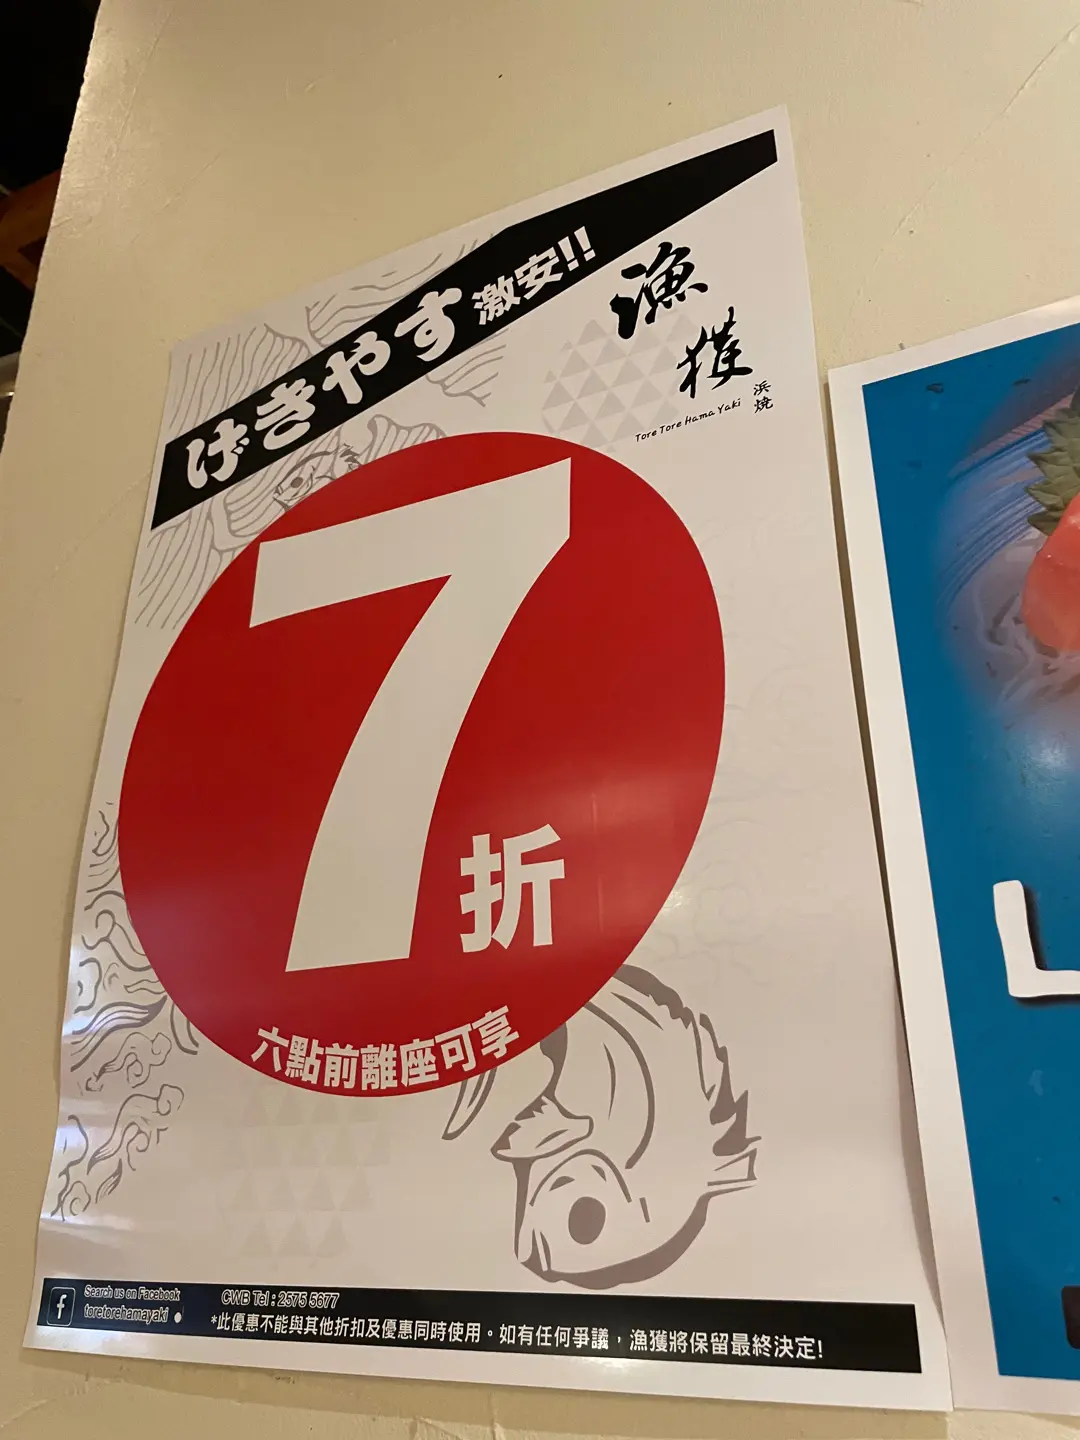 げきやす激安!!
漁獲
浜焼
Tore Tore Hama Yaki
7折
六點前離座可享
Search us on Facebook
toretorehamayaki
CWB Tel : 2575 5677
*此優惠不能與其他折扣及優惠同時使用。如有任何爭議，漁獲將保留最終決定!